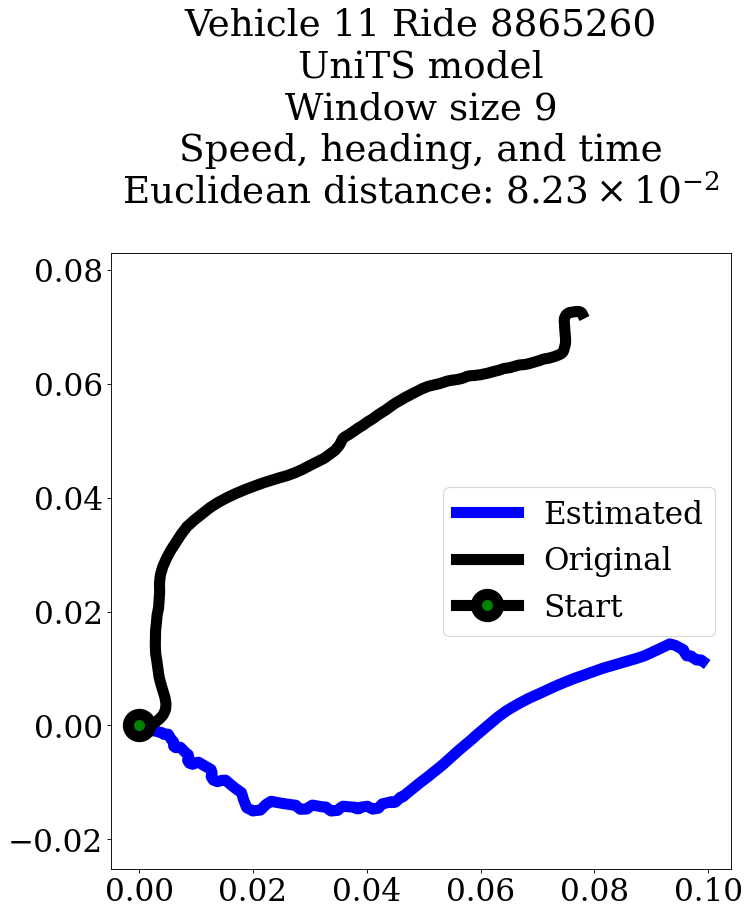 Vehicle 11 Ride 8865260
UniTS model
Window size 9
Speed, heading, and time
Euclidean distance: 8.23 × 10⁻²
0.08
0.06
0.04
0.02
0.00
−0.02
Estimated
Original
Start
0.00 0.02 0.04 0.06 0.08 0.10